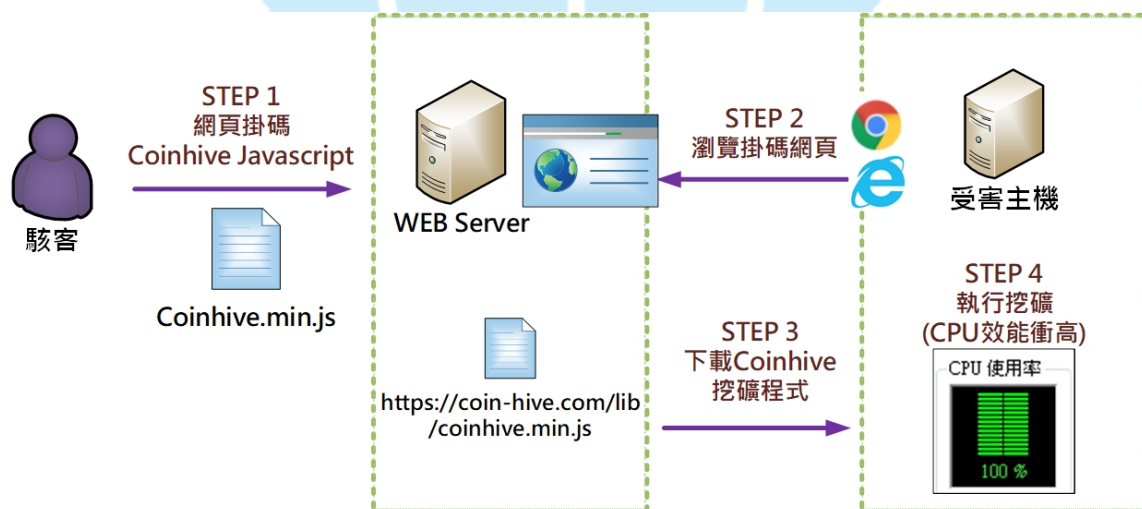 STEP 1
網頁掛碼
Coinhive Javascript
駭客
Coinhive.min.js
WEB Server
STEP 2
瀏覽掛碼網頁
受害主機
https://coin-hive.com/lib
/coinhive.min.js
STEP 3
下載Coinhive
挖礦程式
STEP 4
執行挖礦
(CPU效能衝高)
CPU 使用率
100 %